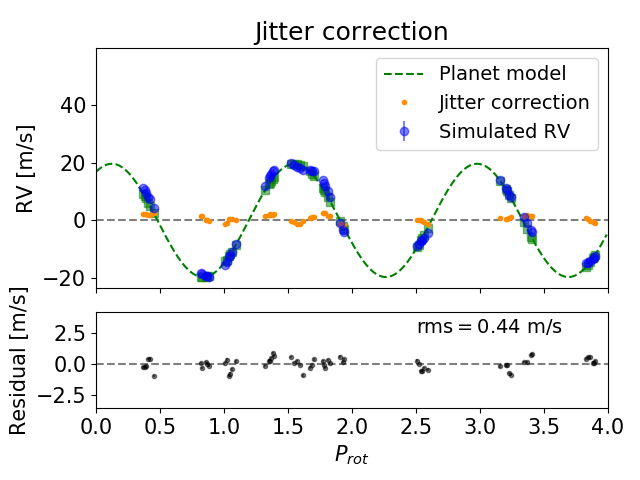 Jitter correction
RV [m/s]
40
20
0
−20
Planet model
Jitter correction
Simulated RV
Residual [m/s]
2.5
0.0
−2.5
rms = 0.44 m/s
0.0 0.5 1.0 1.5 2.0 2.5 3.0 3.5 4.0
P_{rot}